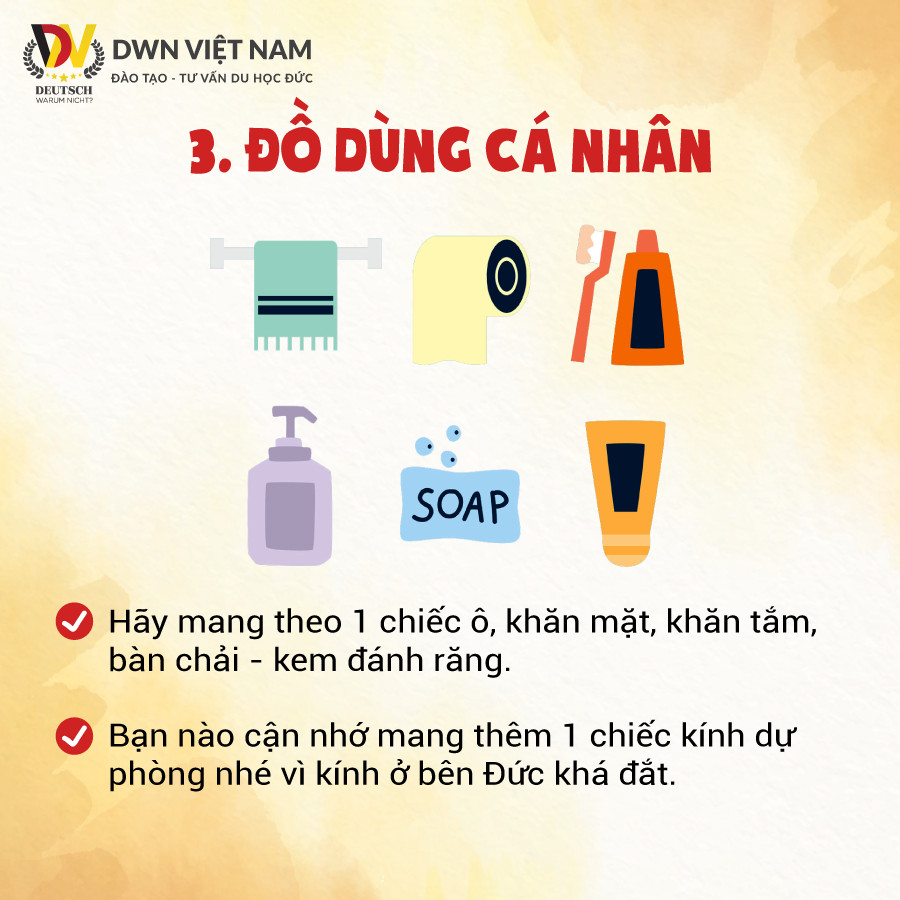 DV
DEUTSCH
WARUM NICHT?
DWN VIỆT NAM
ĐÀO TẠO - TƯ VẤN DU HỌC ĐỨC
3. ĐỒ DÙNG CÁ NHÂN
SOAP
Hãy mang theo 1 chiếc ô, khăn mặt, khăn tắm,
bàn chải - kem đánh răng.
Bạn nào cận nhớ mang thêm 1 chiếc kính dự
phòng nhé vì kính ở bên Đức khá đắt.